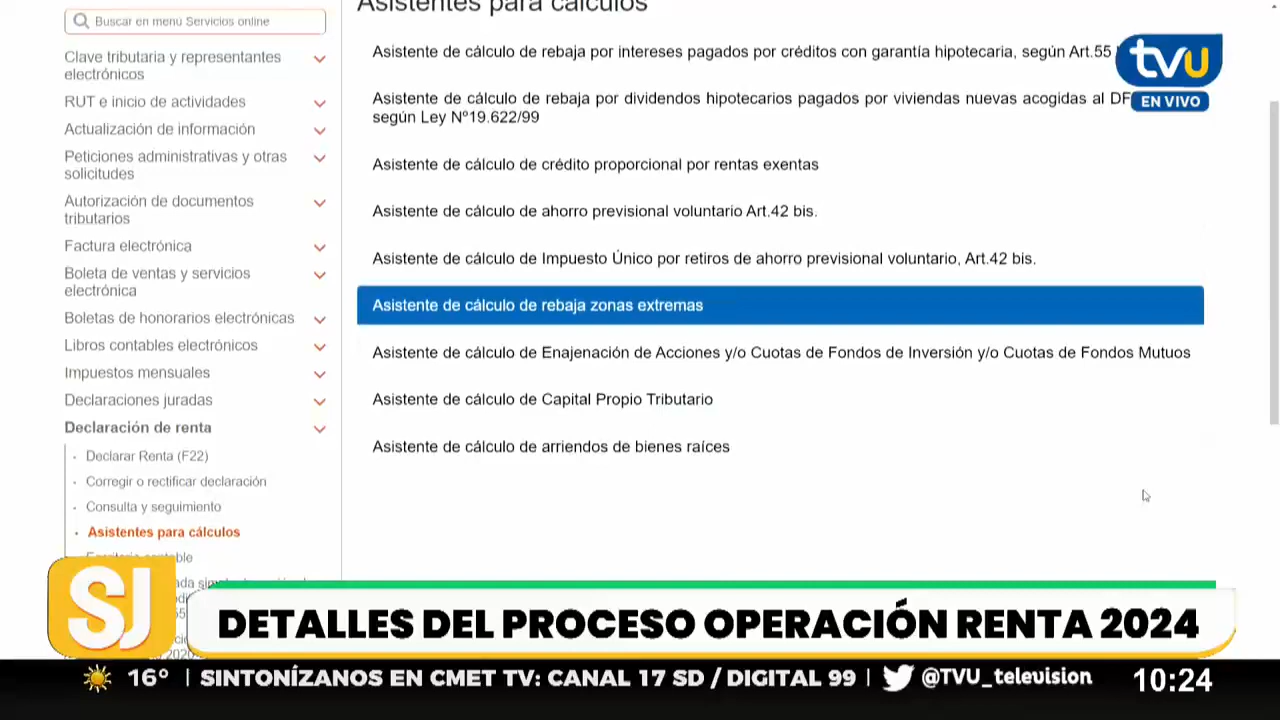 Asistentes para cálculos
Buscar en menú Servicios online
Clave tributaria y representantes
electrónicos
RUT e inicio de actividades
Actualización de información
Peticiones administrativas y otras
solicitudes
Autorización de documentos
tributarios
Factura electrónica
Boleta de ventas y servicios
electrónica
Boletas de honorarios electrónicas
Libros contables electrónicos
Impuestos mensuales
Declaraciones juradas
Declaración de renta
Declarar Renta (F22)
Corregir o rectificar declaración
Consulta y seguimiento
Asistentes para cálculos
Asistente de cálculo de rebaja por intereses pagados por créditos con garantía hipotecaria, según Art.55
Asistente de cálculo de rebaja por dividendos hipotecarios pagados por viviendas nuevas acogidas al DF
según Ley Nº19.622/99
Asistente de cálculo de crédito proporcional por rentas exentas
Asistente de cálculo de ahorro previsional voluntario Art.42 bis.
Asistente de cálculo de Impuesto Único por retiros de ahorro previsional voluntario, Art.42 bis.
Asistente de cálculo de rebaja zonas extremas
Asistente de cálculo de Enajenación de Acciones y/o Cuotas de Fondos de Inversión y/o Cuotas de Fondos Mutuos
Asistente de cálculo de Capital Propio Tributario
Asistente de cálculo de arriendos de bienes raíces
tvu
EN VIVO
SJ
DETALLES DEL PROCESO OPERACIÓN RENTA 2024
16° | SINTONÍZANOS EN CMET TV: CANAL 17 SD / DIGITAL 99 | @TVU_television 10:24